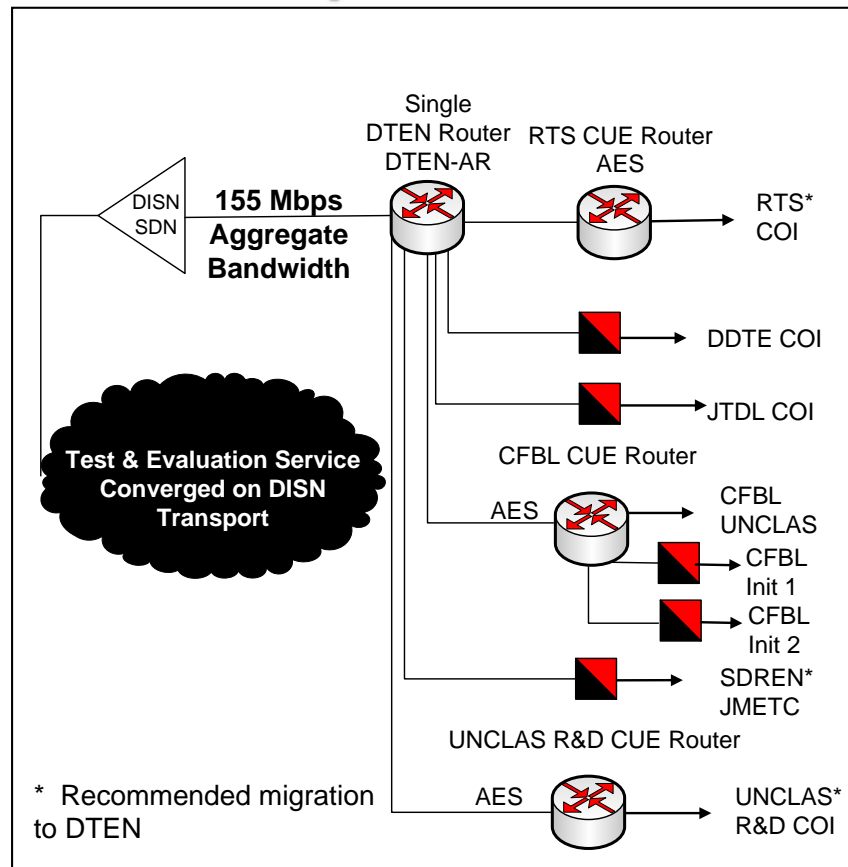 Single
DTEN Router
DTEN-AR
RTS CUE Router
AES
DISN
SDN
155 Mbps
Aggregate
Bandwidth
RTS*
COI
DDTE COI
JTDL COI
Test & Evaluation Service
Converged on DISN
Transport
CFBL CUE Router
AES
CFBL
UNCLAS
CFBL
Init 1
CFBL
Init 2
SDREN*
JMETC
UNCLAS R&D CUE Router
* Recommended migration
to DTEN
AES
UNCLAS*
R&D COI